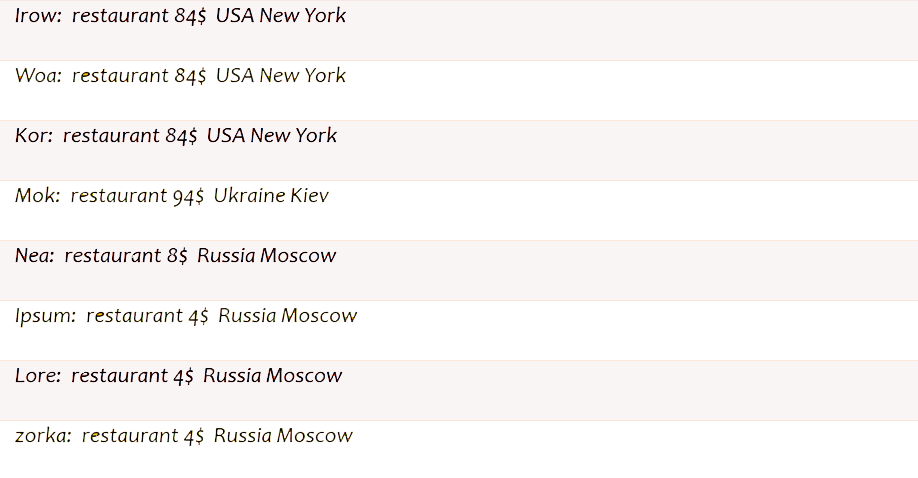 Irow: restaurant 84$ USA New York
Woa: restaurant 84$ USA New York
Kor: restaurant 84$ USA New York
Mok: restaurant 94$ Ukraine Kiev
Nea: restaurant 8$ Russia Moscow
Ipsum: restaurant 4$ Russia Moscow
Lore: restaurant 4$ Russia Moscow
zorka: restaurant 4$ Russia Moscow